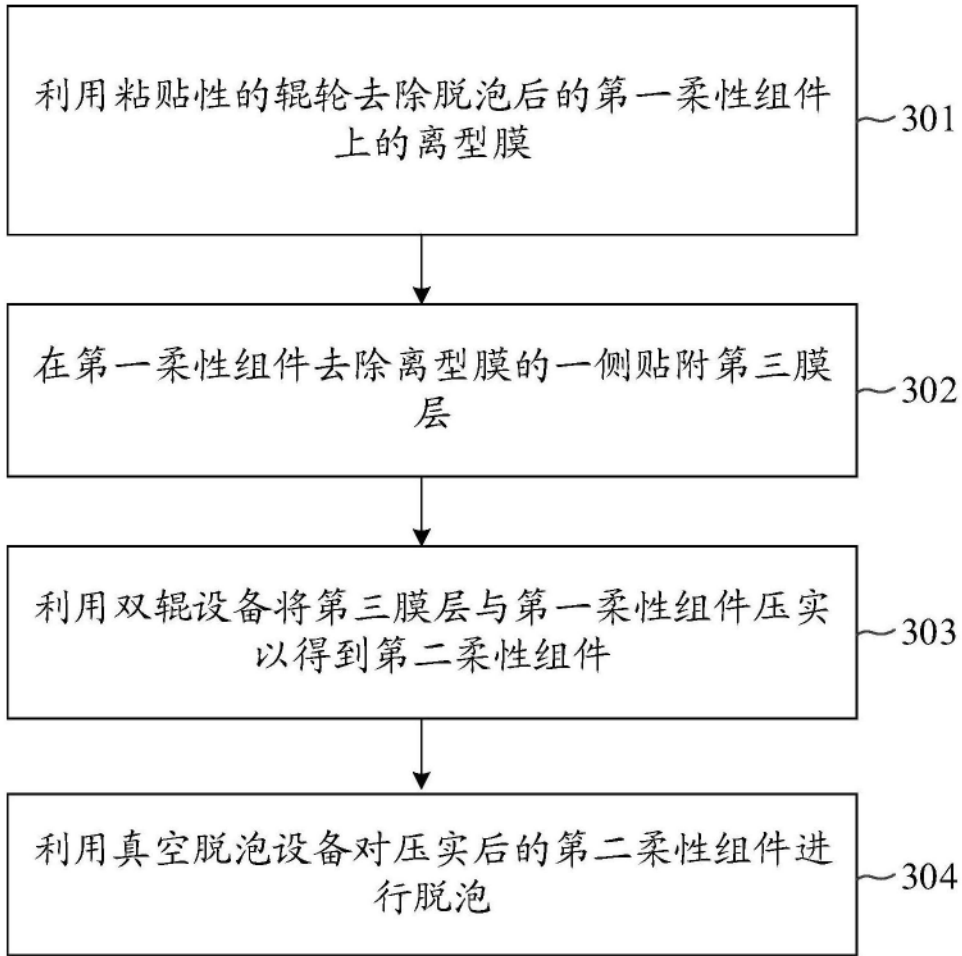 利用粘贴性的辊轮去除脱泡后的第一柔性组件
上的离型膜
301
在第一柔性组件去除离型膜的一侧贴附第三膜
层
302
利用双辊设备将第三膜层与第一柔性组件压实
以得到第二柔性组件
303
利用真空脱泡设备对压实后的第二柔性组件进
行脱泡
304